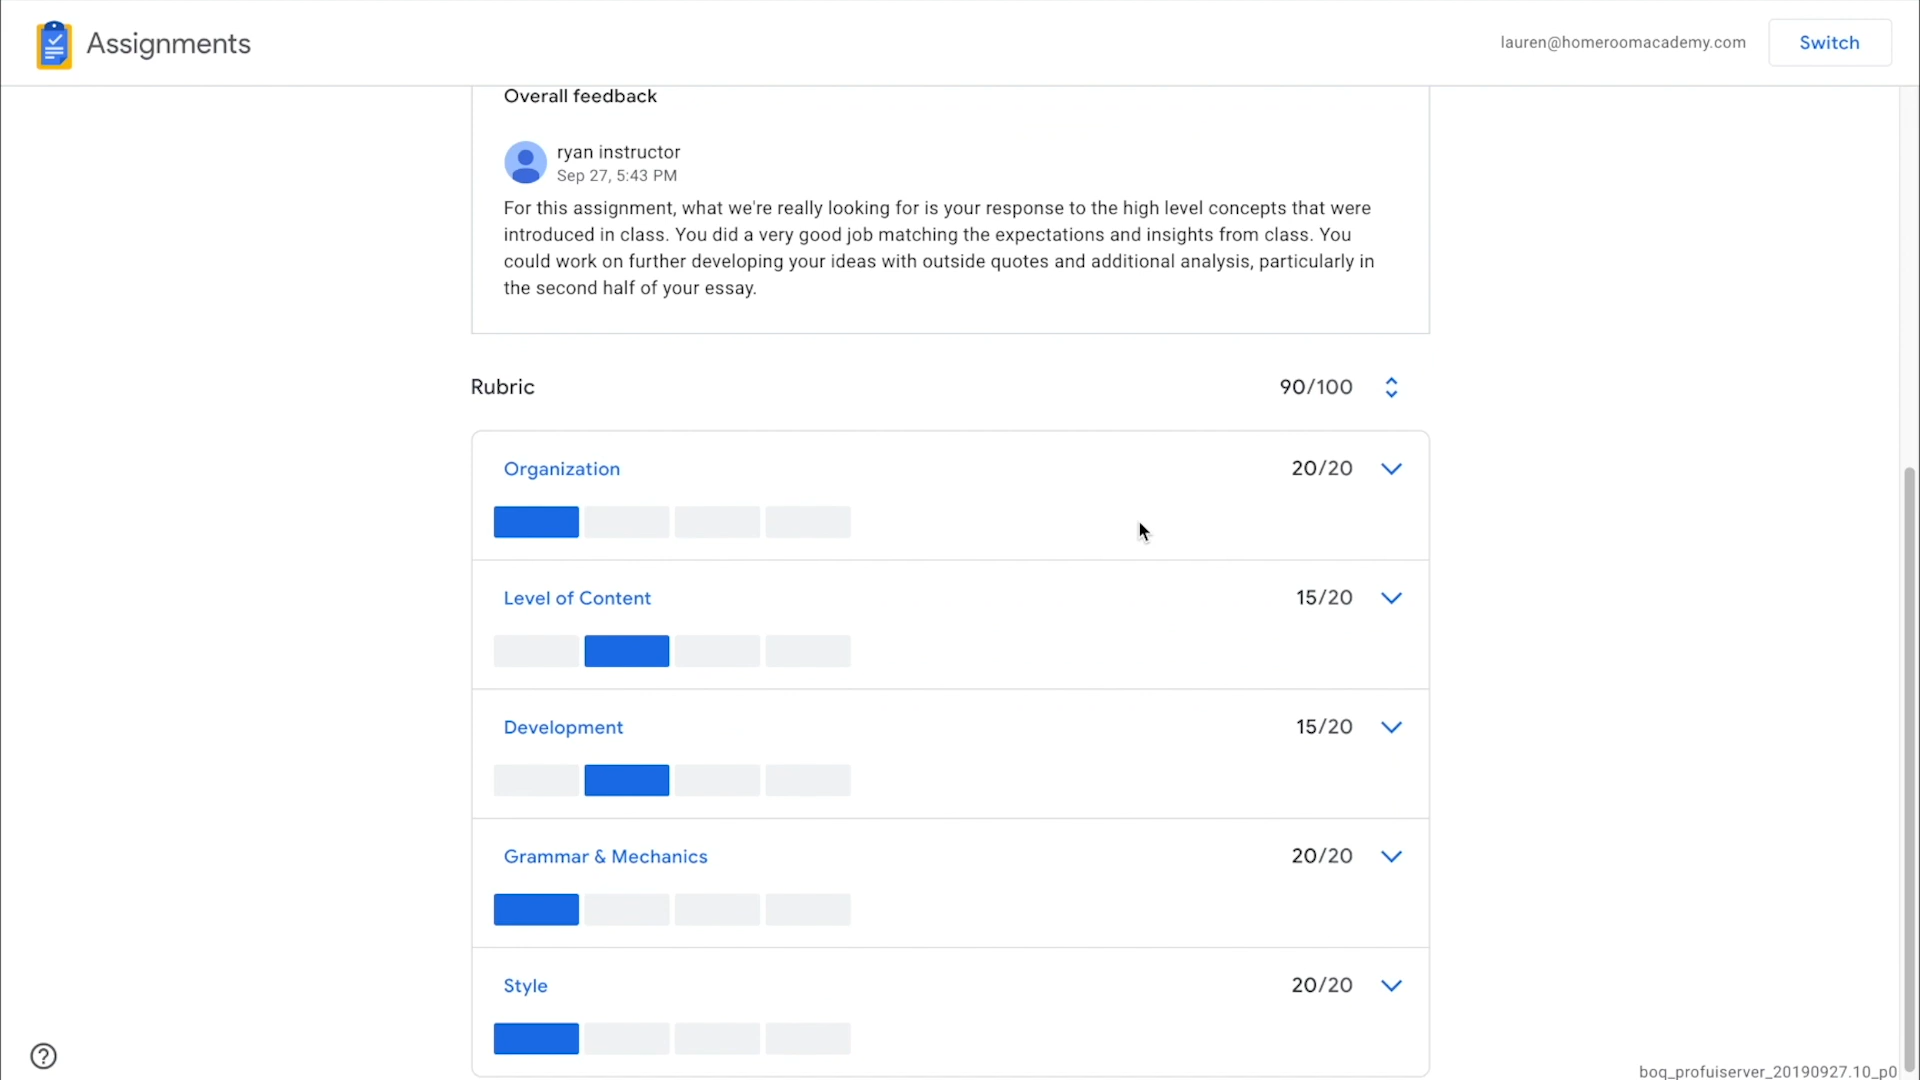 Assignments
lauren@homeroomacademy.com
Switch
Overall feedback
ryan instructor
Sep 27, 5:43 PM
For this assignment, what we're really looking for is your response to the high level concepts that were
introduced in class. You did a very good job matching the expectations and insights from class. You
could work on further developing your ideas with outside quotes and additional analysis, particularly in
the second half of your essay.
Rubric
90/100
Organization
20/20
Level of Content
15/20
Development
15/20
Grammar & Mechanics
20/20
Style
20/20
boq_profuiserver_20190927.10_p0